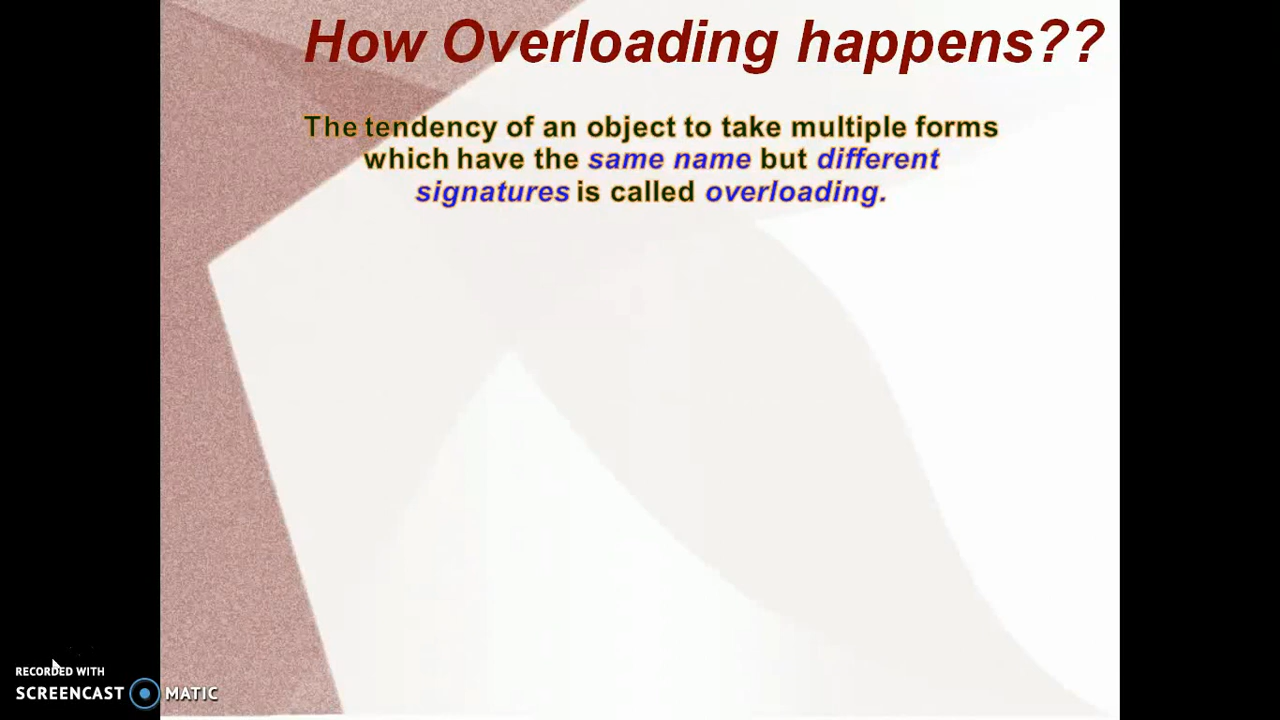 How Overloading happens??
The tendency of an object to take multiple forms
which have the same name but different
signatures is called overloading.
RECORDED WITH
SCREENCAST MATIC